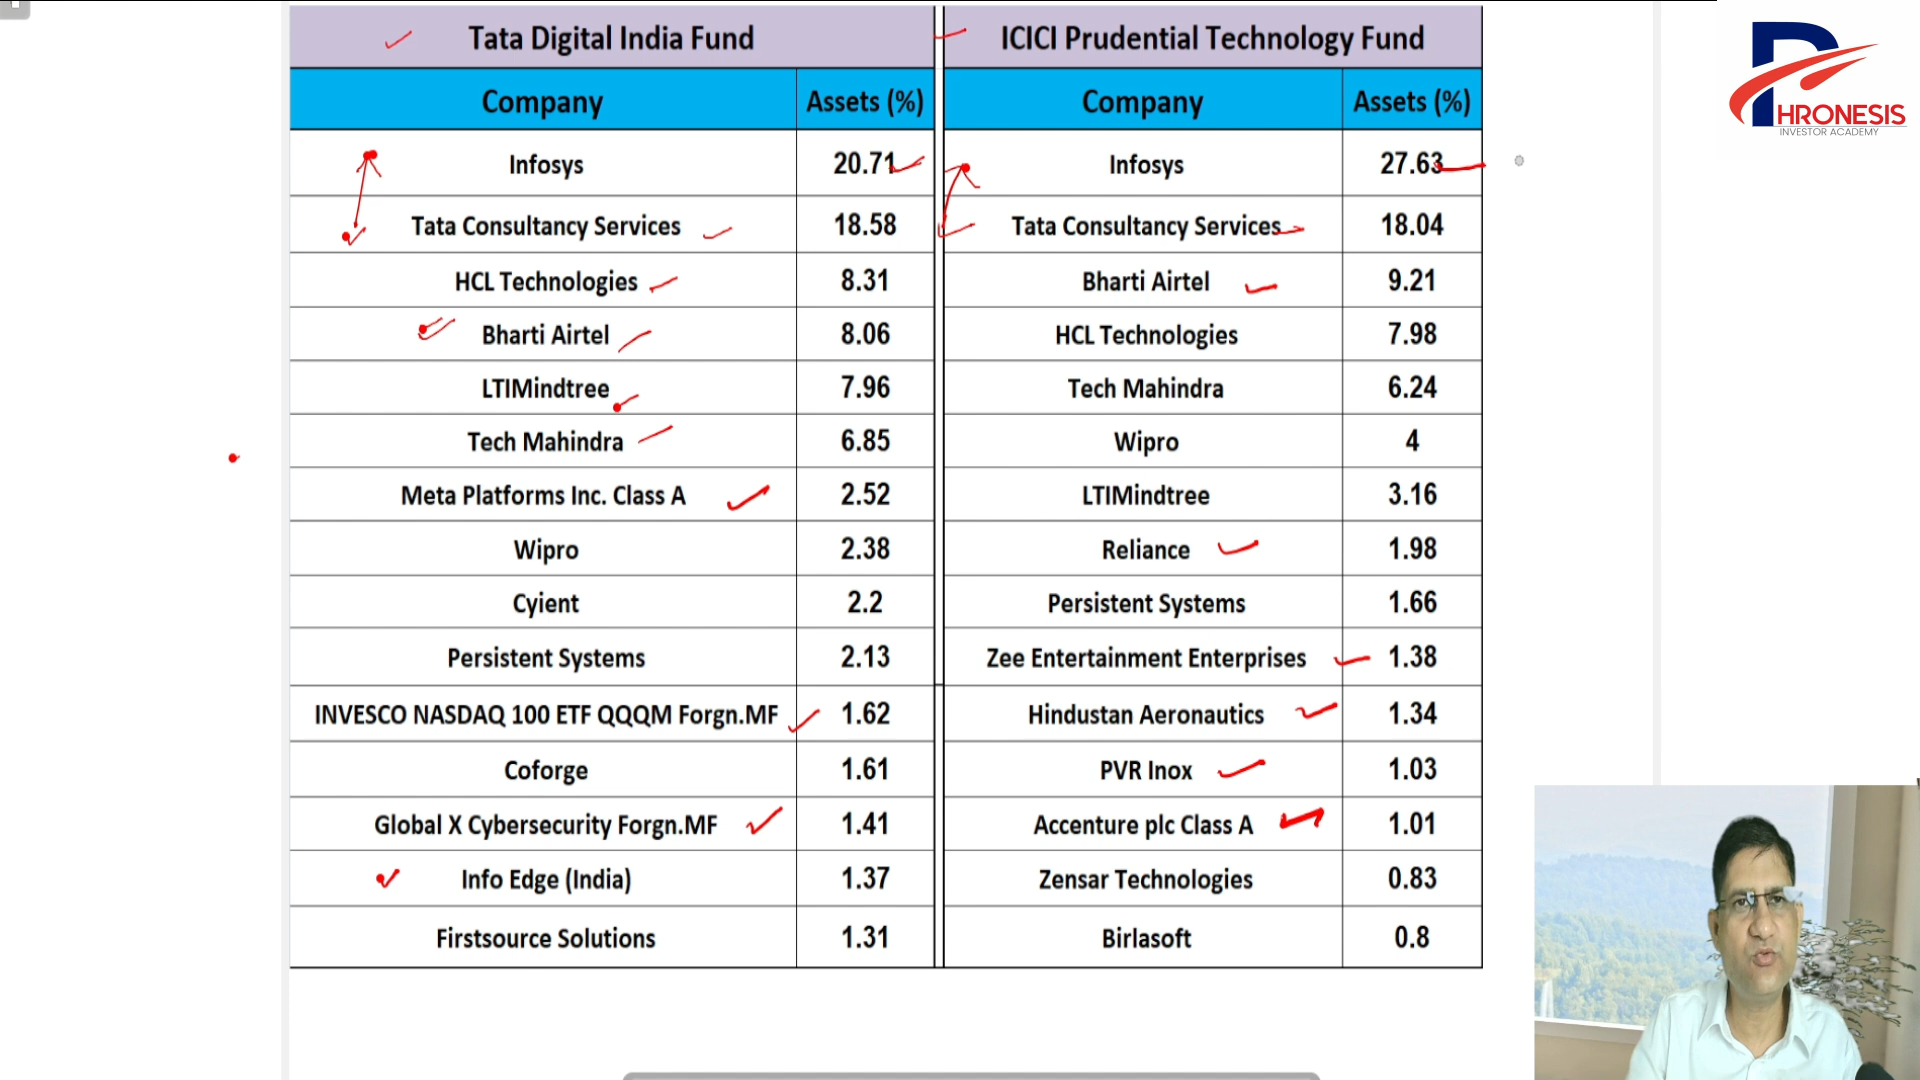 Tata Digital India Fund ICICI Prudential Technology Fund
Company Assets (%) Company Assets (%)
Infosys 20.71 Infosys 27.63
Tata Consultancy Services 18.58 Tata Consultancy Services 18.04
HCL Technologies 8.31 Bharti Airtel 9.21
Bharti Airtel 8.06 HCL Technologies 7.98
LTIMindtree 7.96 Tech Mahindra 6.24
Tech Mahindra 6.85 Wipro 4
Meta Platforms Inc. Class A 2.52 LTIMindtree 3.16
Wipro 2.38 Reliance 1.98
Cyient 2.2 Persistent Systems 1.66
Persistent Systems 2.13 Zee Entertainment Enterprises 1.38
INVESCO NASDAQ 100 ETF QQQM Forgn.MF 1.62 Hindustan Aeronautics 1.34
Coforge 1.61 PVR Inox 1.03
Global X Cybersecurity Forgn.MF 1.41 Accenture plc Class A 1.01
Info Edge (India) 1.37 Zensar Technologies 0.83
Firstsource Solutions 1.31 Birlasoft 0.8
PHRONESIS
INVESTOR ACADEMY